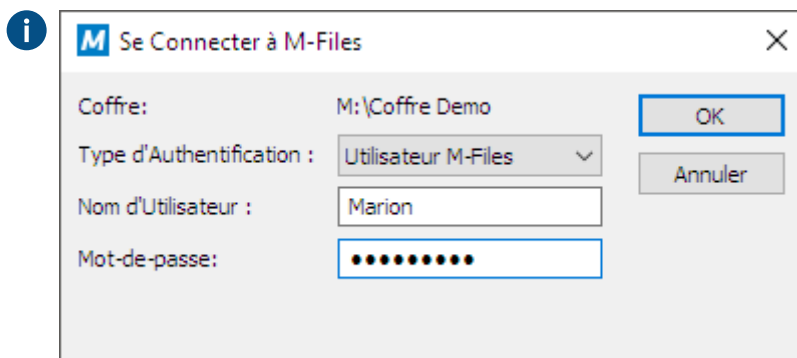 i
M Se Connecter à M-Files
Coffre: M:\Coffre Demo
OK
Type d'Authentification : Utilisateur M-Files
Annuler
Nom d'Utilisateur : Marion
Mot-de-passe: •••••••••